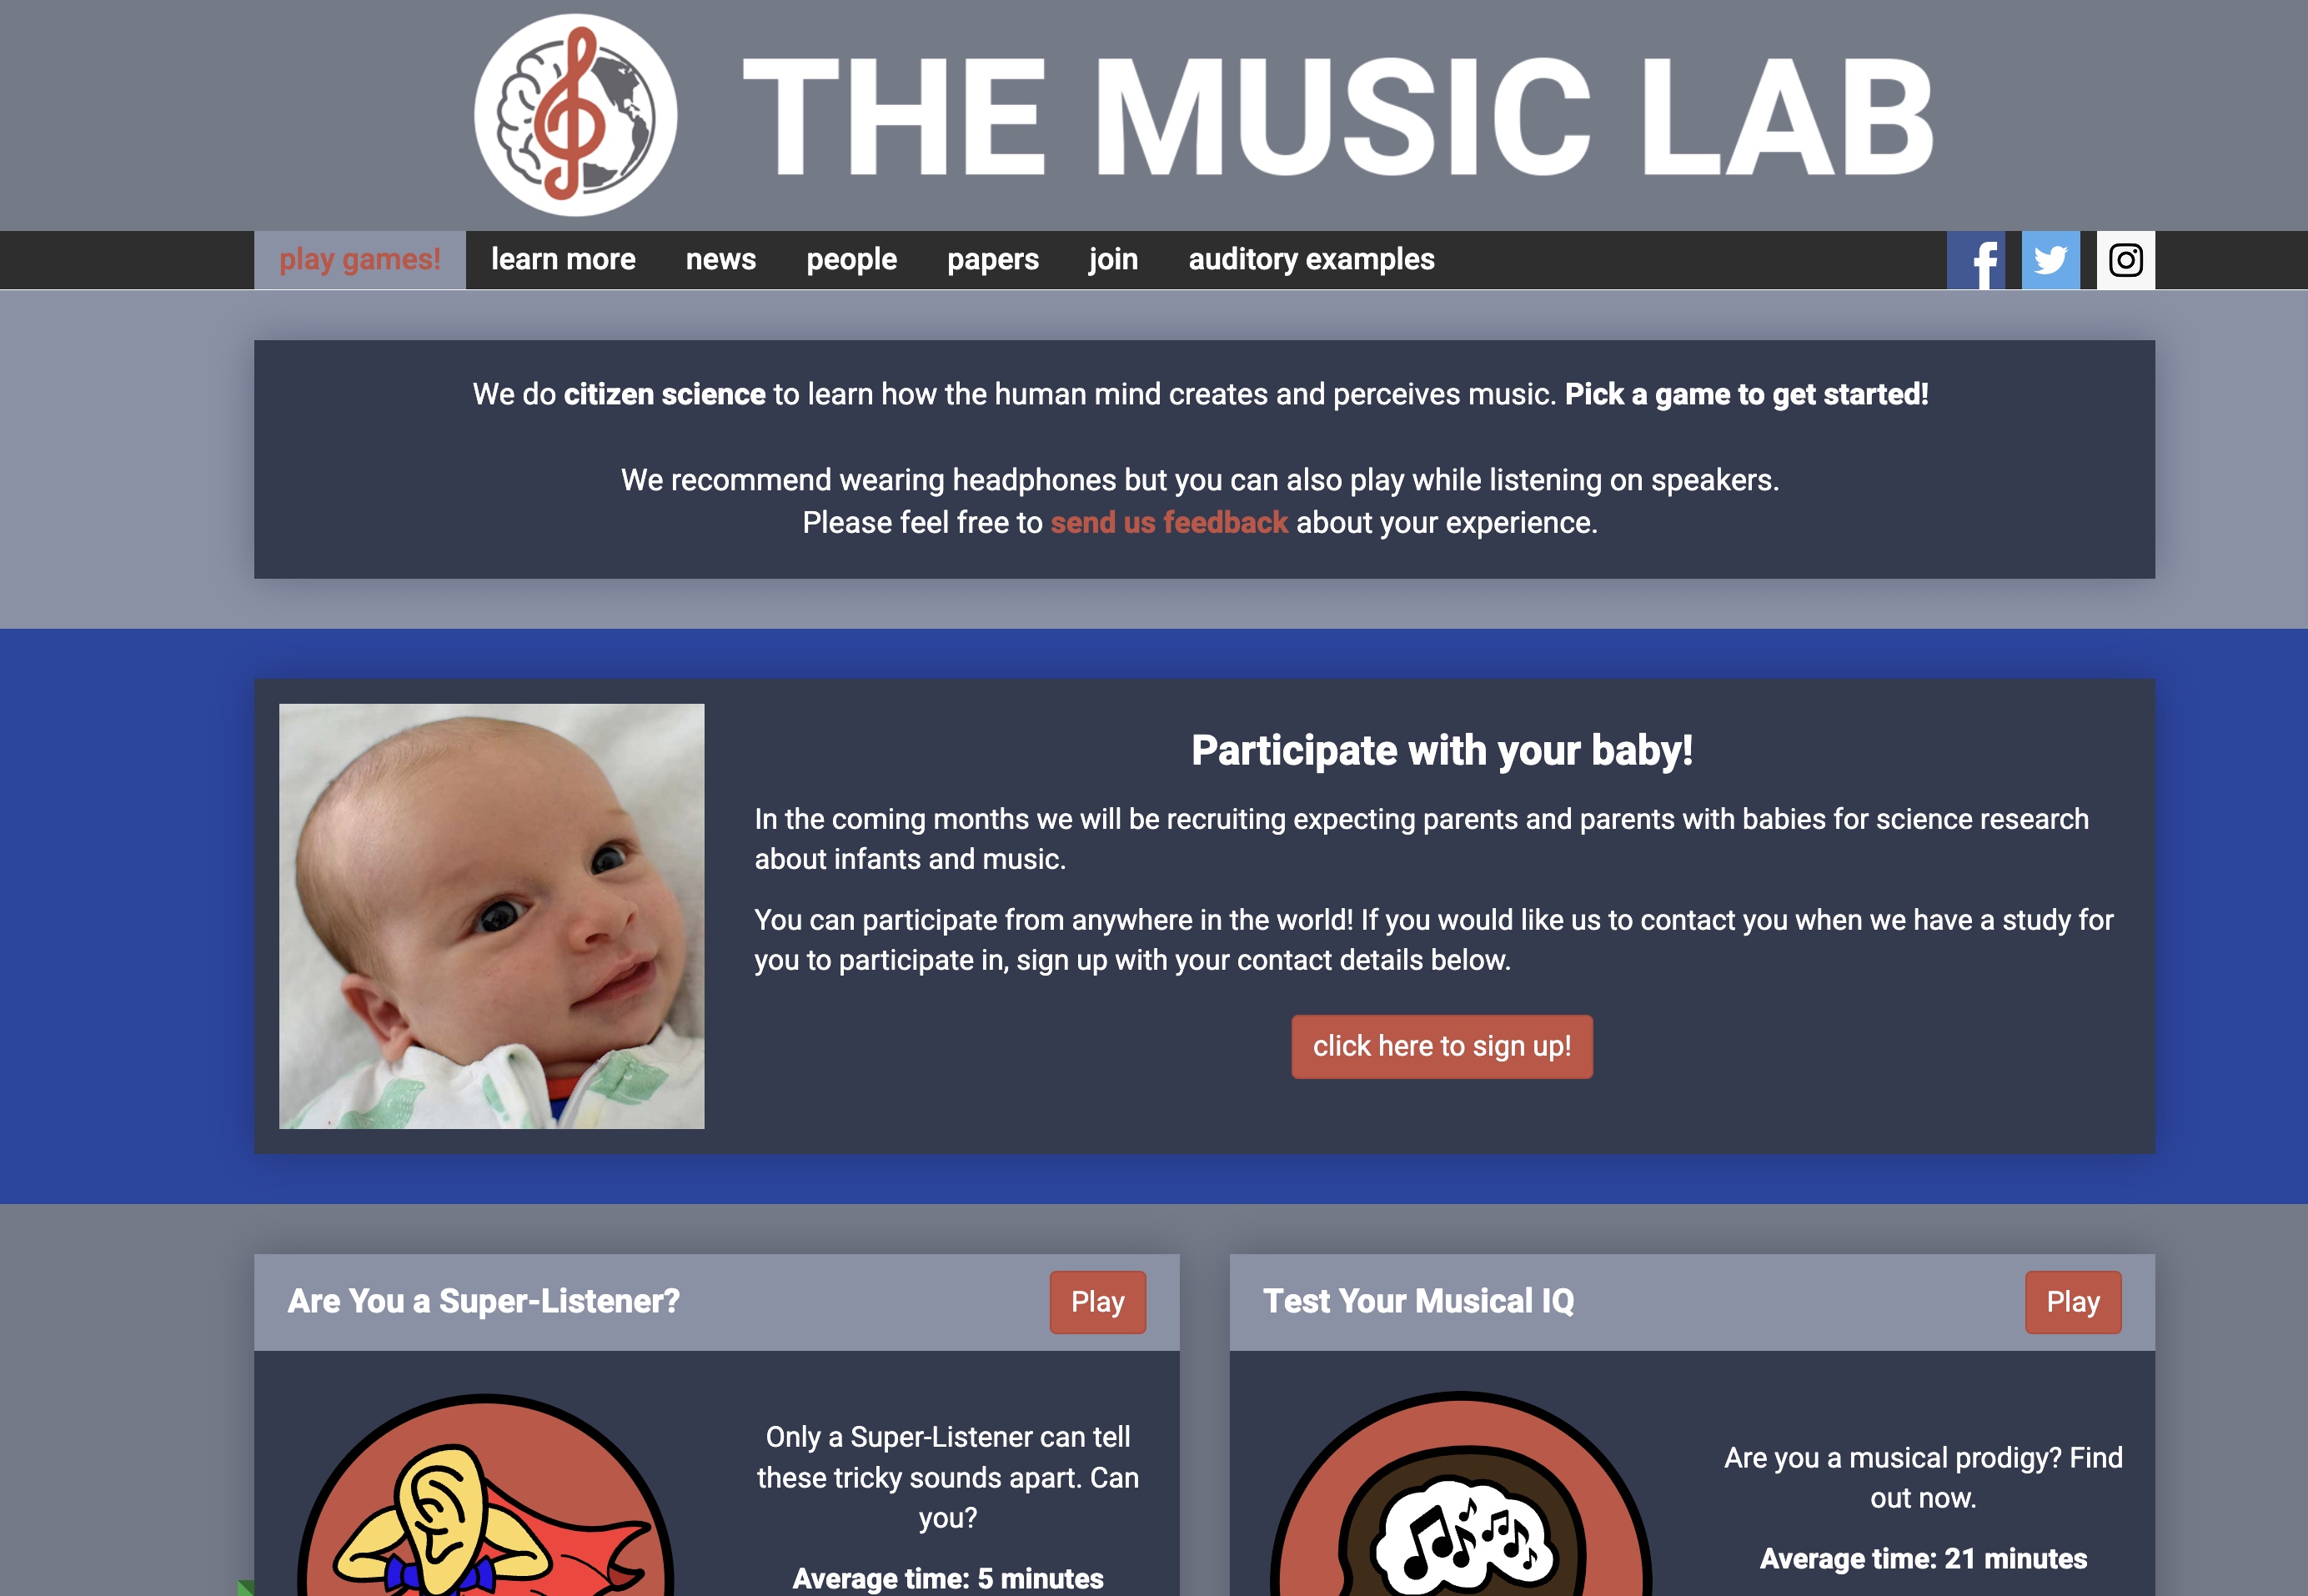 THE MUSIC LAB
play games! learn more news people papers join auditory examples
We do citizen science to learn how the human mind creates and perceives music. Pick a game to get started!
We recommend wearing headphones but you can also play while listening on speakers.
Please feel free to send us feedback about your experience.
Participate with your baby!
In the coming months we will be recruiting expecting parents and parents with babies for science research
about infants and music.
You can participate from anywhere in the world! If you would like us to contact you when we have a study for
you to participate in, sign up with your contact details below.
click here to sign up!
Are You a Super-Listener? Play
Only a Super-Listener can tell
these tricky sounds apart. Can
you?
Average time: 5 minutes
Test Your Musical IQ Play
Are you a musical prodigy? Find
out now.
Average time: 21 minutes